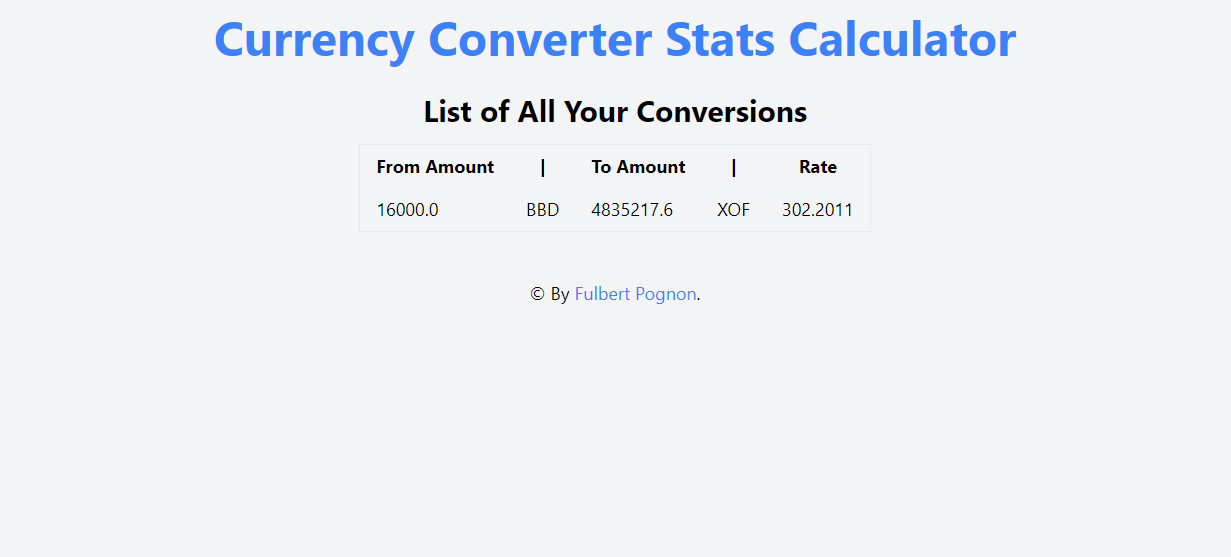 Currency Converter Stats Calculator
List of All Your Conversions
From Amount | To Amount | Rate
16000.0 BBD 4835217.6 XOF 302.2011
© By Fulbert Pognon.